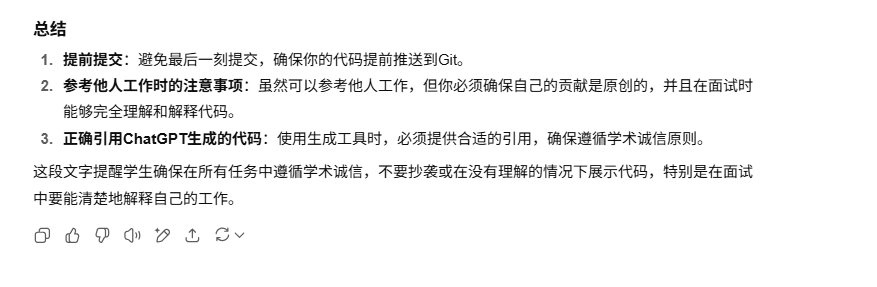 总结
1. 提前提交：避免最后一刻提交，确保你的代码提前推送到Git。
2. 参考他人工作时的注意事项：虽然可以参考他人工作，但你必须确保自己的贡献是原创的，并且在面试时
能够完全理解和解释代码。
3. 正确引用ChatGPT生成的代码：使用生成工具时，必须提供合适的引用，确保遵循学术诚信原则。
这段文字提醒学生确保在所有任务中遵循学术诚信，不要抄袭或在没有理解的情况下展示代码，特别是在面试
中要能清楚地解释自己的工作。